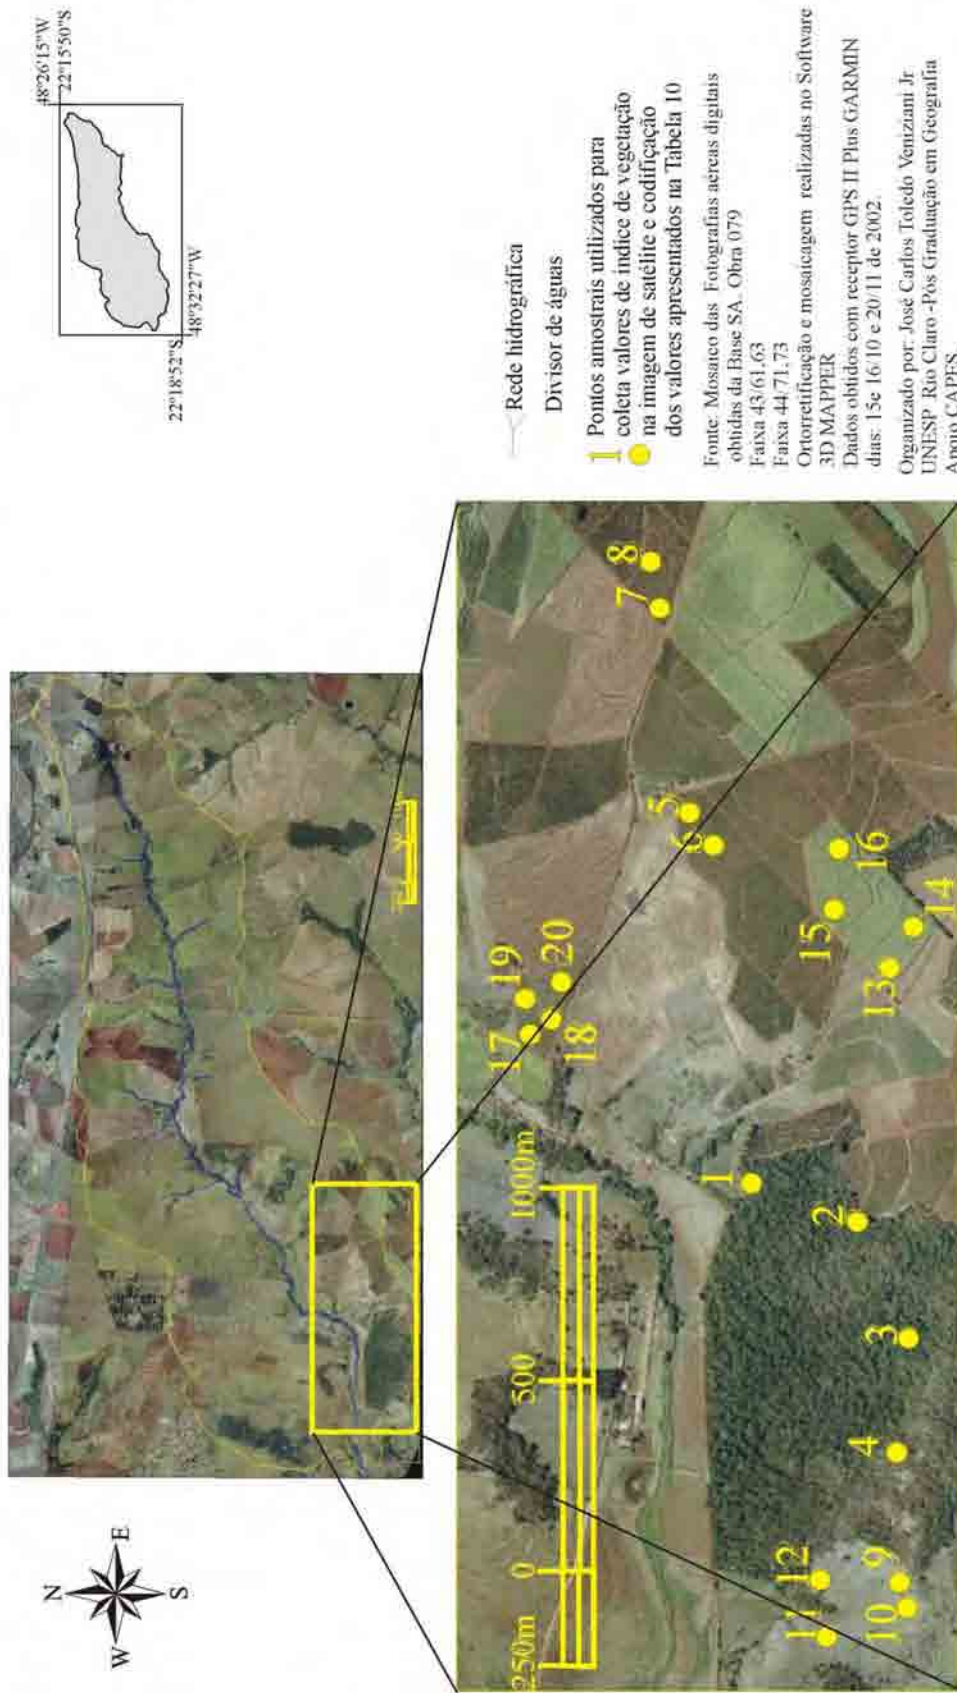 48°26'15"W
22°15'50"S
22°18'52"S
48°32'27"W
N
W
E
S
Rede hidrográfica
Divisor de águas
1 Pontos amostrais utilizados para
coleta valores de índice de vegetação
na imagem de satélite e codificação
dos valores apresentados na Tabela 10
Fonte: Mosaico das Fotografias aéreas digitais
obtidas da Base SA. Obra 079
Faixa 43/61,63
Faixa 44/71,73
Ortorretificação e mosaicagem realizadas no Software
3D MAPPER
Dados obtidos com receptor GPS II Plus GARMIN
dias: 15e 16/10 e 20/11 de 2002.
Organizado por: José Carlos Toledo Veniziani Jr
UNESP Rio Claro -Pós Graduação em Geografia
Apoio CAPES
250m 0 500 1000m
17
19
18
20
7
8
5
6
1
2
3
4
15
16
13
14
11
12
10
9